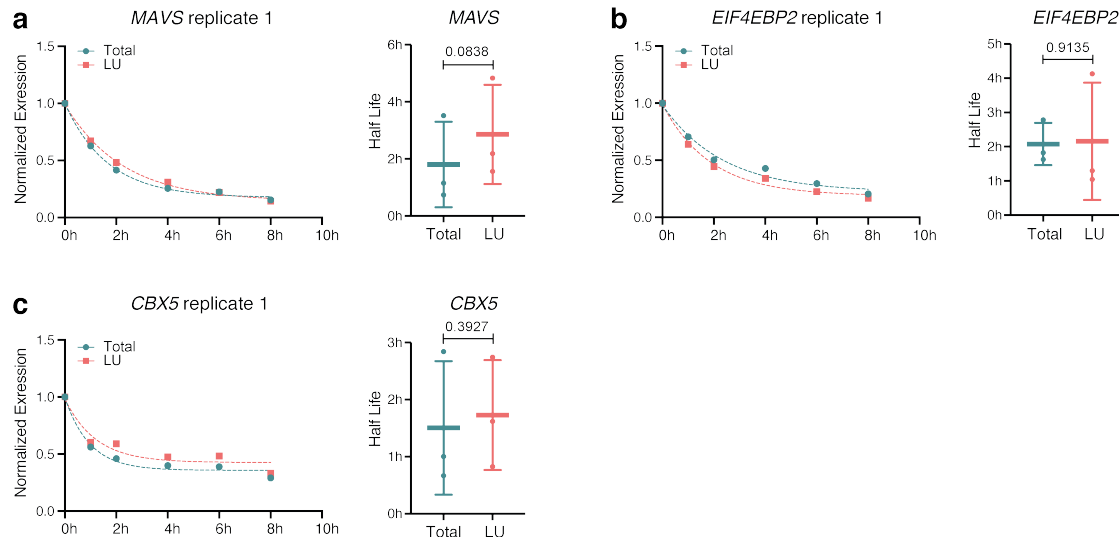 a
MAVS replicate 1
Normalized Exression
1.5
1.0
0.5
0.0
Total
LU
0h
2h
4h
6h
8h
10h
MAVS
Half Life
6h
4h
2h
0h
0.0838
Total
LU
b
EIF4EBP2 replicate 1
Normalized Exression
1.5
1.0
0.5
0.0
Total
LU
0h
2h
4h
6h
8h
10h
EIF4EBP2
Half Life
5h
4h
3h
2h
1h
0h
0.9135
Total
LU
c
CBX5 replicate 1
Normalized Exression
1.5
1.0
0.5
0.0
Total
LU
0h
2h
4h
6h
8h
10h
CBX5
Half Life
3h
2h
1h
0h
0.3927
Total
LU